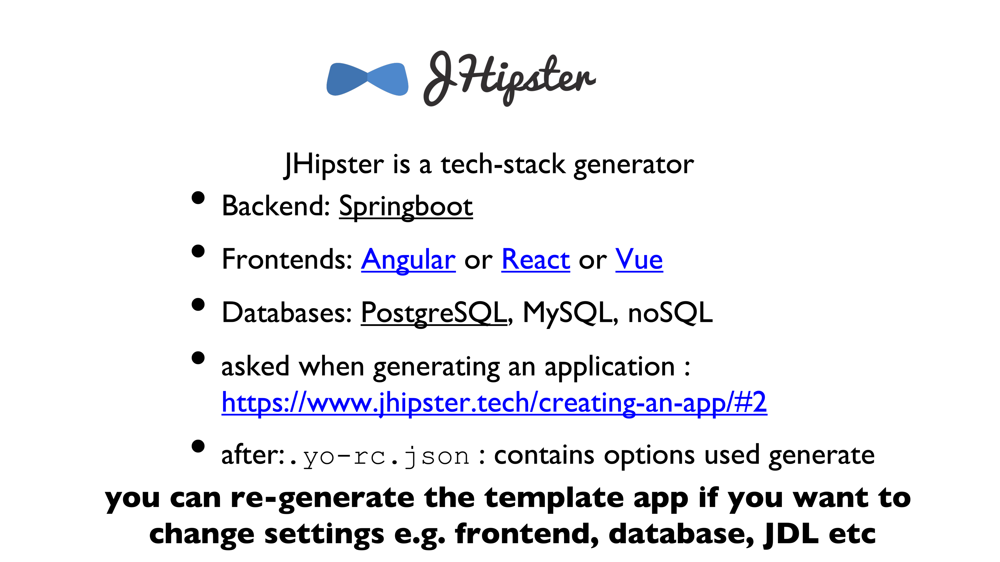 JHipster
JHipster is a tech-stack generator
• Backend: Springboot
• Frontends: Angular or React or Vue
• Databases: PostgreSQL, MySQL, noSQL
• asked when generating an application :
https://www.jhipster.tech/creating-an-app/#2
• after: .yo-rc.json : contains options used generate
you can re-generate the template app if you want to
change settings e.g. frontend, database, JDL etc